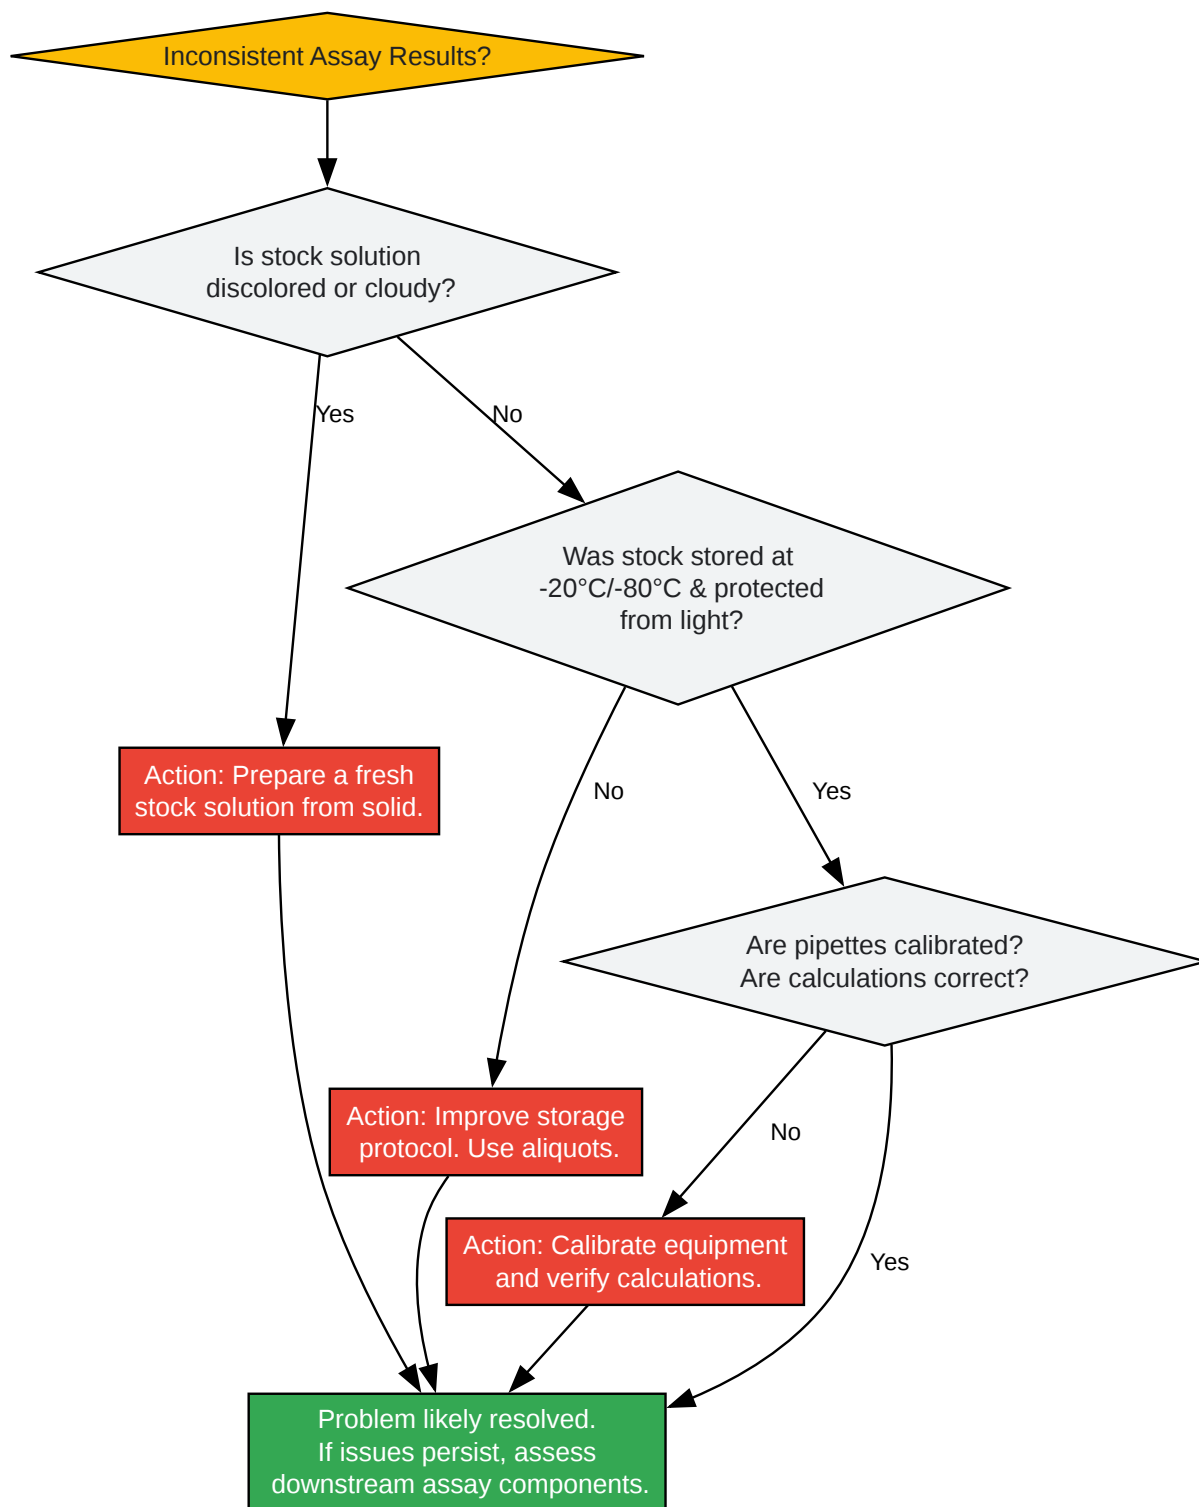 Inconsistent Assay Results?
Is stock solution
discolored or cloudy?
Yes
No
Was stock stored at
-20°C/-80°C & protected
from light?
Action: Prepare a fresh
stock solution from solid.
No
Yes
Are pipettes calibrated?
Are calculations correct?
Action: Improve storage
protocol. Use aliquots.
No
Action: Calibrate equipment
and verify calculations.
Yes
Problem likely resolved.
If issues persist, assess
downstream assay components.